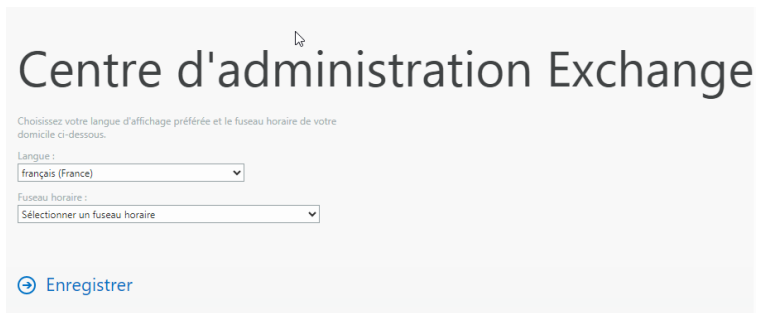 Centre d'administration Exchange
Choisissez votre langue d'affichage préférée et le fuseau horaire de votre
domicile ci-dessous.
Langue :
français (France)
Fuseau horaire :
Sélectionner un fuseau horaire
Enregistrer